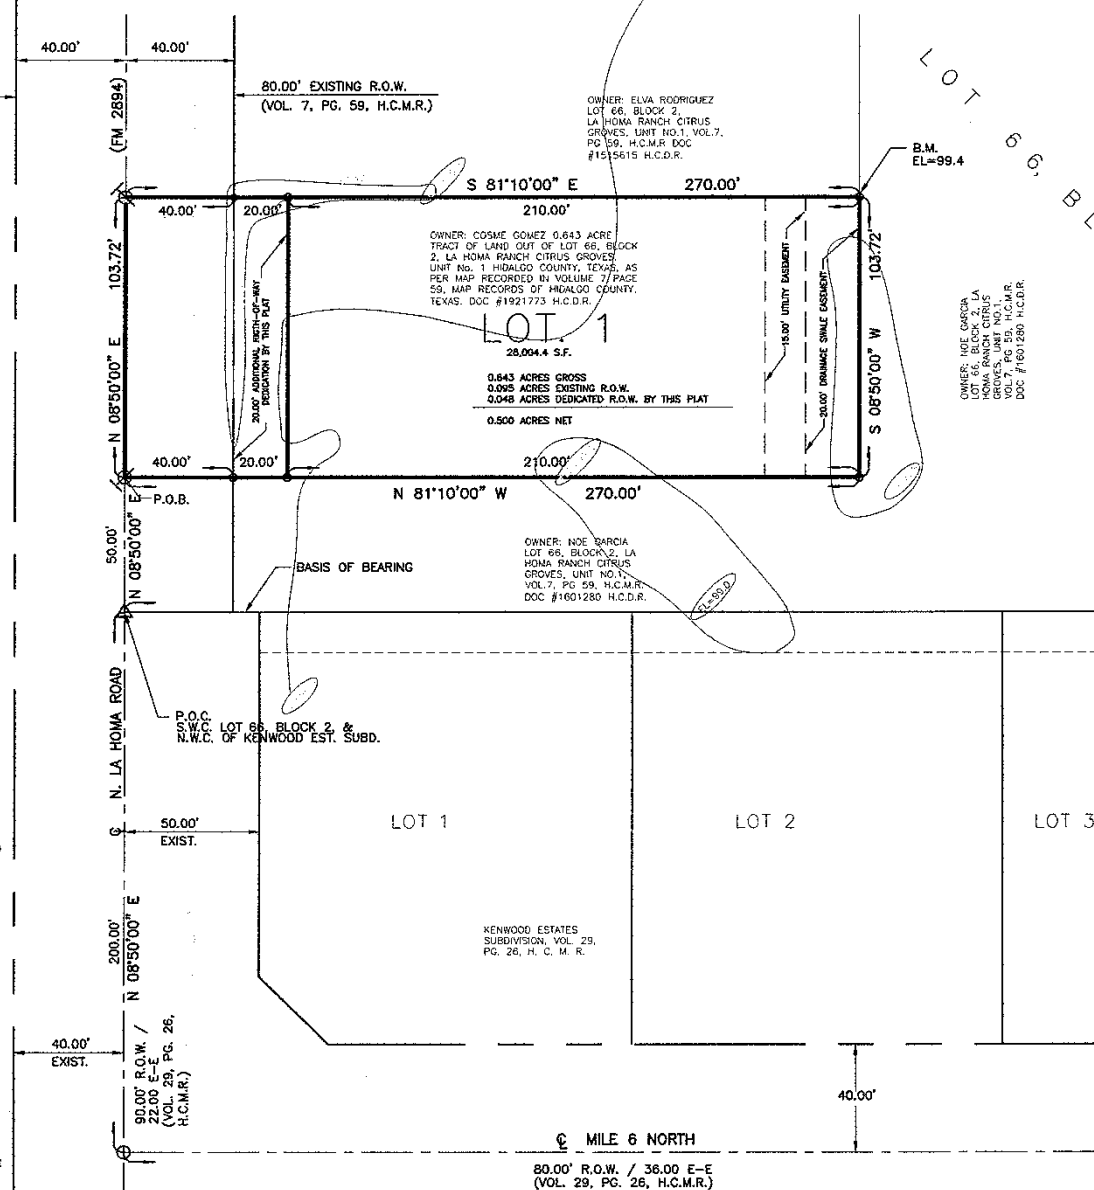 40.00'
40.00'
(FM 2894)
80.00' EXISTING R.O.W.
(VOL. 7, PG. 59, H.C.M.R.)
OWNER: ELVA RODRIGUEZ
LOT 66, BLOCK 2,
LA HOMA RANCH CITRUS
GROVES, UNIT NO.1, VOL.7,
PG 59, H.C.M.R DOC
#1515615 H.C.D.R.
LOT 66, BL
B.M.
EL=99.4
S 81°10'00" E
270.00'
40.00'
20.00'
210.00'
N 08°50'00" E
103.72'
20.00' ADDITIONAL RIGHT-OF-WAY
DEDICATION BY THIS PLAT
OWNER: COSME GOMEZ 0.643 ACRE
TRACT OF LAND OUT OF LOT 66, BLOCK
2, LA HOMA RANCH CITRUS GROVES,
UNIT No. 1 HIDALGO COUNTY, TEXAS, AS
PER MAP RECORDED IN VOLUME 7, PAGE
59, MAP RECORDS OF HIDALGO COUNTY,
TEXAS. DOC #1921773 H.C.D.R.
LOT 1
28,004.4 S.F.
0.643 ACRES GROSS
0.095 ACRES EXISTING R.O.W.
0.048 ACRES DEDICATED R.O.W. BY THIS PLAT
0.500 ACRES NET
15.00' UTILITY EASEMENT
20.00' DRAINAGE SWALE EASEMENT
S 08°50'00" W
103.72'
OWNER: NOE GARCIA
LOT 66, BLOCK 2, LA
HOMA RANCH CITRUS
GROVES, UNIT NO.1,
VOL.7, PG 59, H.C.M.R.
DOC #1601280 H.C.D.R.
40.00'
20.00'
210.00'
P.O.B.
N 81°10'00" W
270.00'
50.00'
N 08°50'00" E
BASIS OF BEARING
OWNER: NOE GARCIA
LOT 66, BLOCK 2, LA
HOMA RANCH CITRUS
GROVES, UNIT NO.1,
VOL.7, PG 59, H.C.M.R.
DOC #1601280 H.C.D.R.
EL=99.0
P.O.C.
S.W.C. LOT 66, BLOCK 2, &
N.W.C. OF KENWOOD EST. SUBD.
℄ N. LA HOMA ROAD
50.00'
EXIST.
LOT 1
LOT 2
LOT 3
200.00'
N 08°50'00" E
KENWOOD ESTATES
SUBDIVISION, VOL. 29,
PG. 26, H. C. M. R.
40.00'
EXIST.
90.00' R.O.W. /
22.00 E-E
(VOL. 29, PG. 26,
H.C.M.R.)
40.00'
℄ MILE 6 NORTH
80.00' R.O.W. / 36.00 E-E
(VOL. 29, PG. 26, H.C.M.R.)